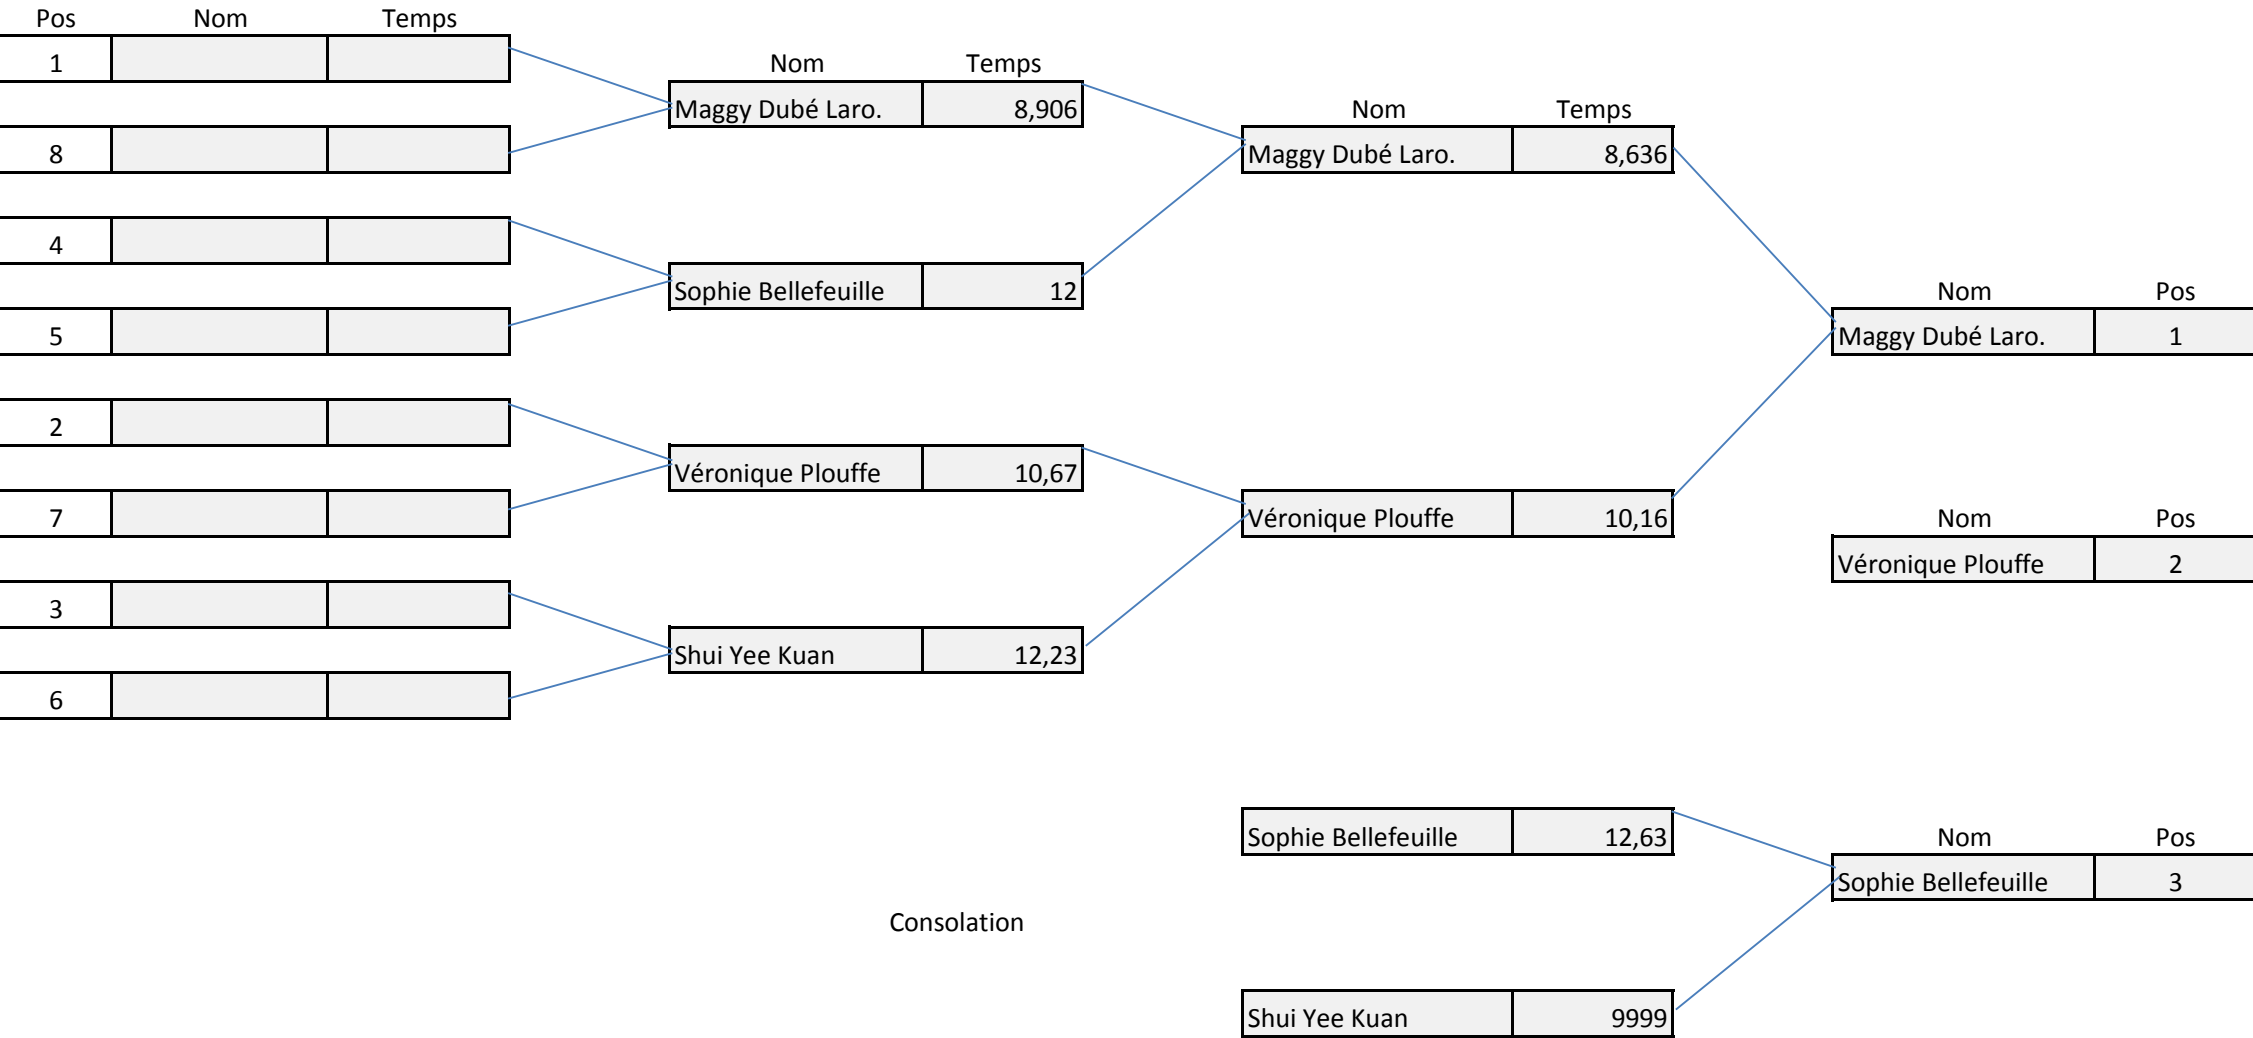 Pos Nom Temps
1
Nom Temps
Maggy Dubé Laro. 8,906
Nom Temps
8
Maggy Dubé Laro. 8,636
4
Sophie Bellefeuille 12
Nom Pos
5
Maggy Dubé Laro. 1
2
Véronique Plouffe 10,67
7
Véronique Plouffe 10,16
Nom Pos
Véronique Plouffe 2
3
Shui Yee Kuan 12,23
6
Sophie Bellefeuille 12,63
Nom Pos
Sophie Bellefeuille 3
Consolation
Shui Yee Kuan 9999